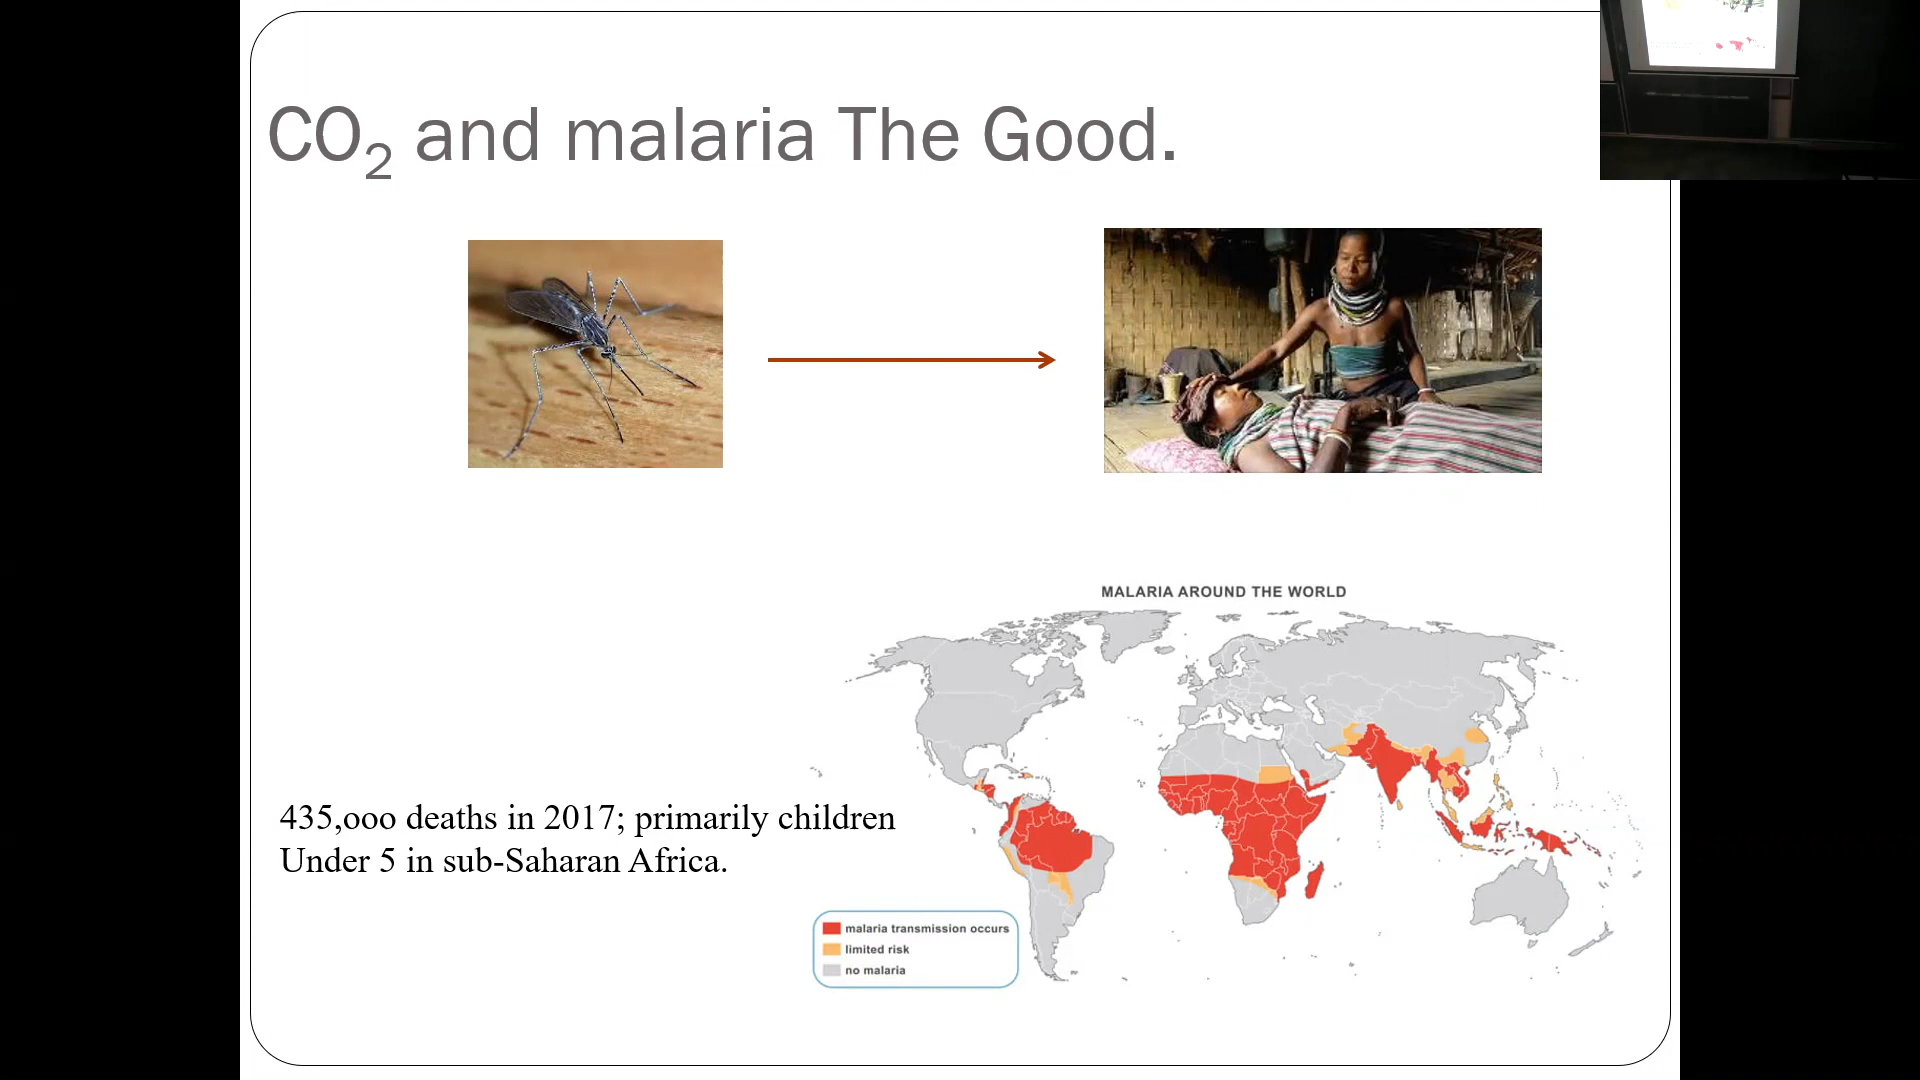 CO₂ and malaria The Good.
MALARIA AROUND THE WORLD
435,ooo deaths in 2017; primarily children
Under 5 in sub-Saharan Africa.
malaria transmission occurs
limited risk
no malaria